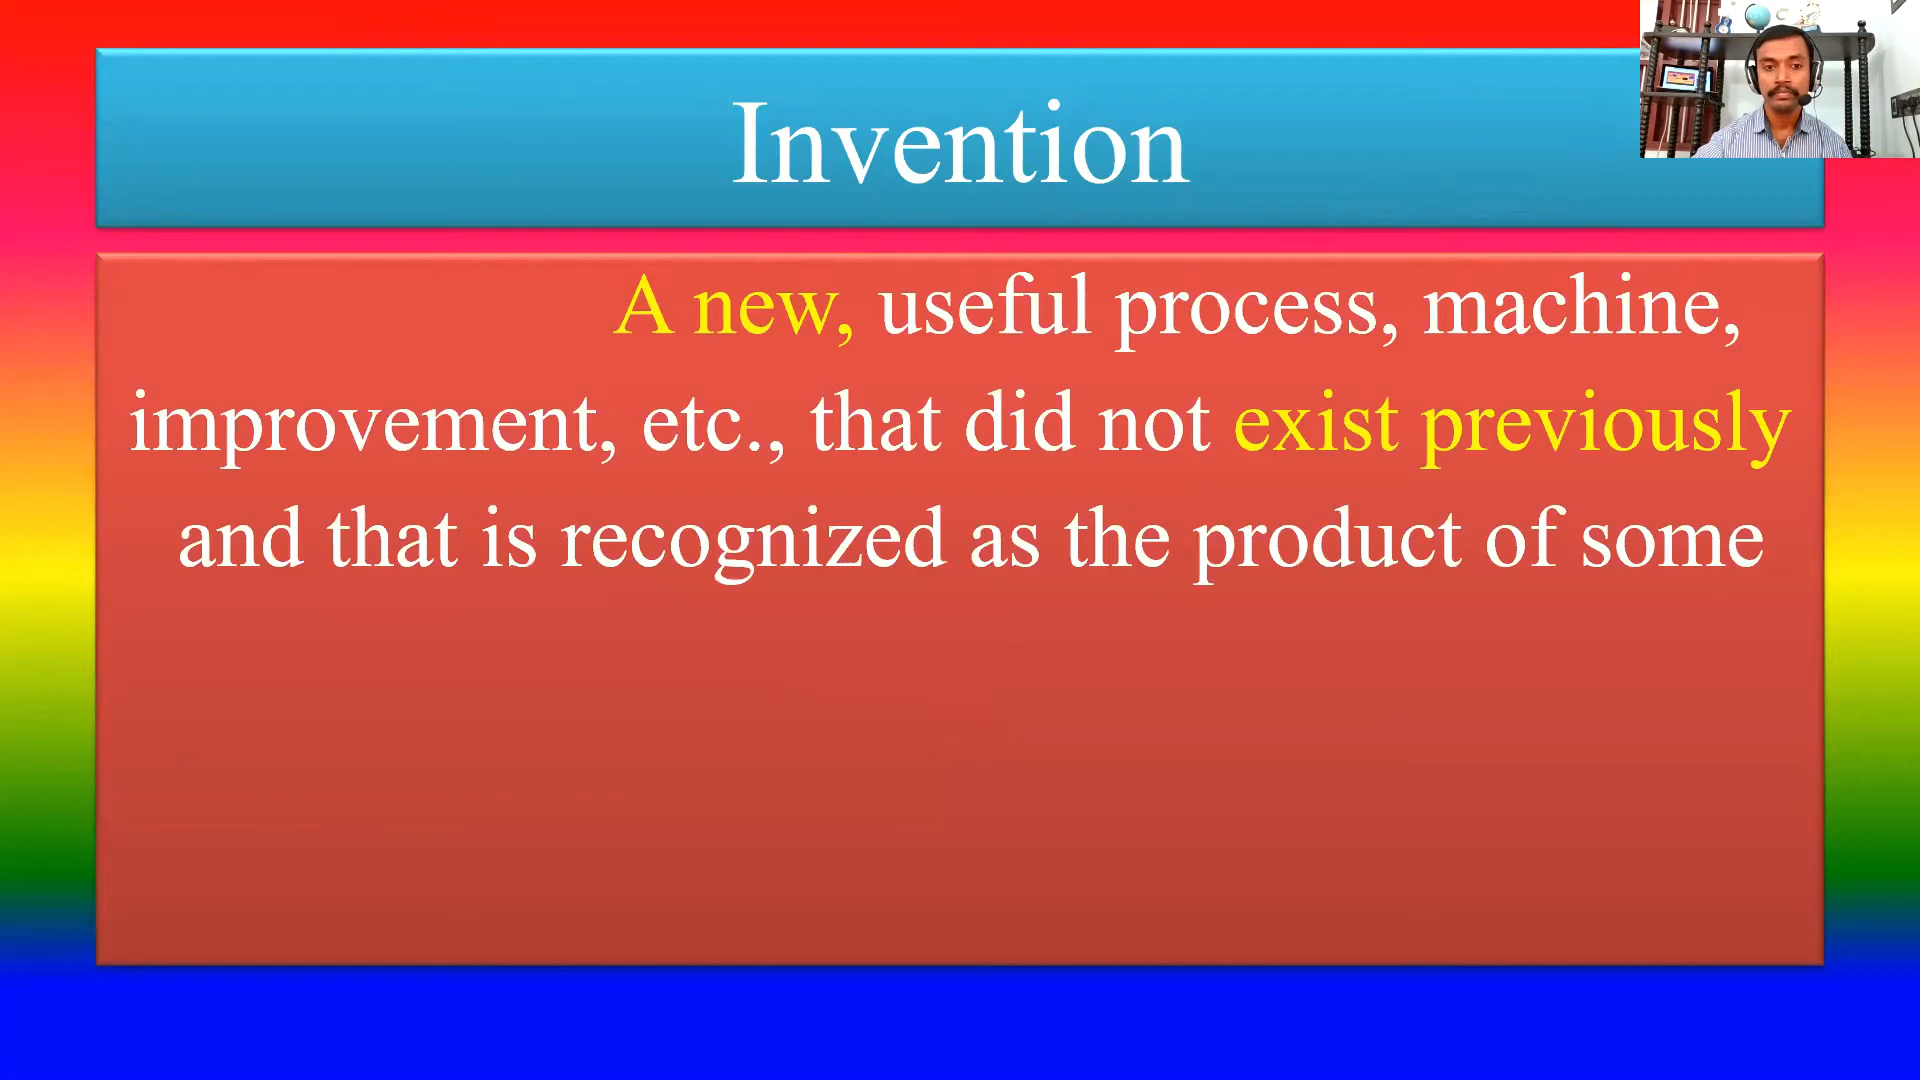 Invention
A new, useful process, machine,
improvement, etc., that did not exist previously
and that is recognized as the product of some